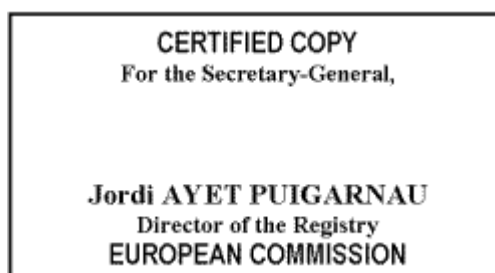 CERTIFIED COPY
For the Secretary-General,
Jordi AYET PUIGARNAU
Director of the Registry
EUROPEAN COMMISSION